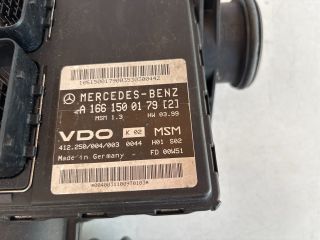 MERCEDES-BENZ
A 166 150 01 79 [2]
MSM 1.3 HW 03.99
VDO K 02 MSM
412.250/004/003 0044 H01 S02
Made in Germany FD 00W51